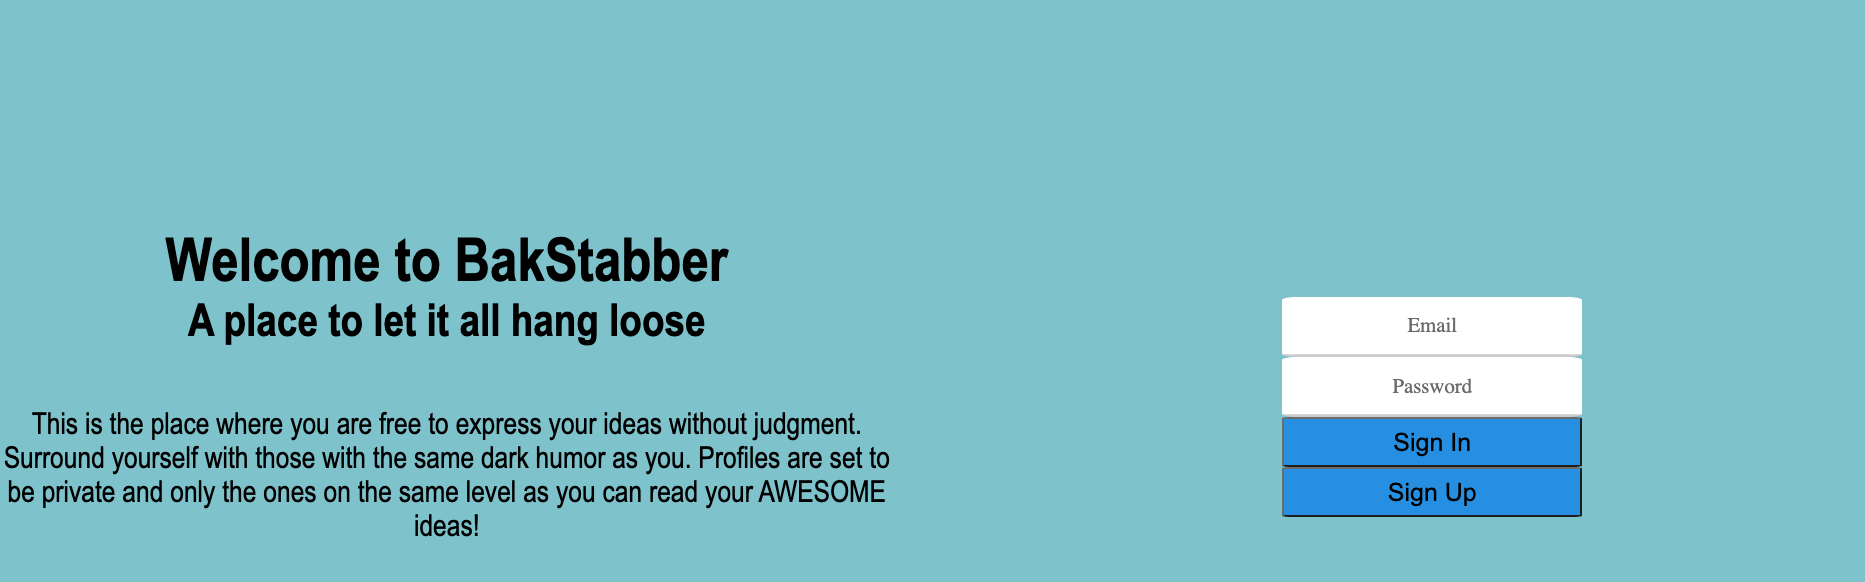 Welcome to BakStabber
A place to let it all hang loose
This is the place where you are free to express your ideas without judgment.
Surround yourself with those with the same dark humor as you. Profiles are set to
be private and only the ones on the same level as you can read your AWESOME
ideas!
Email
Password
Sign In
Sign Up